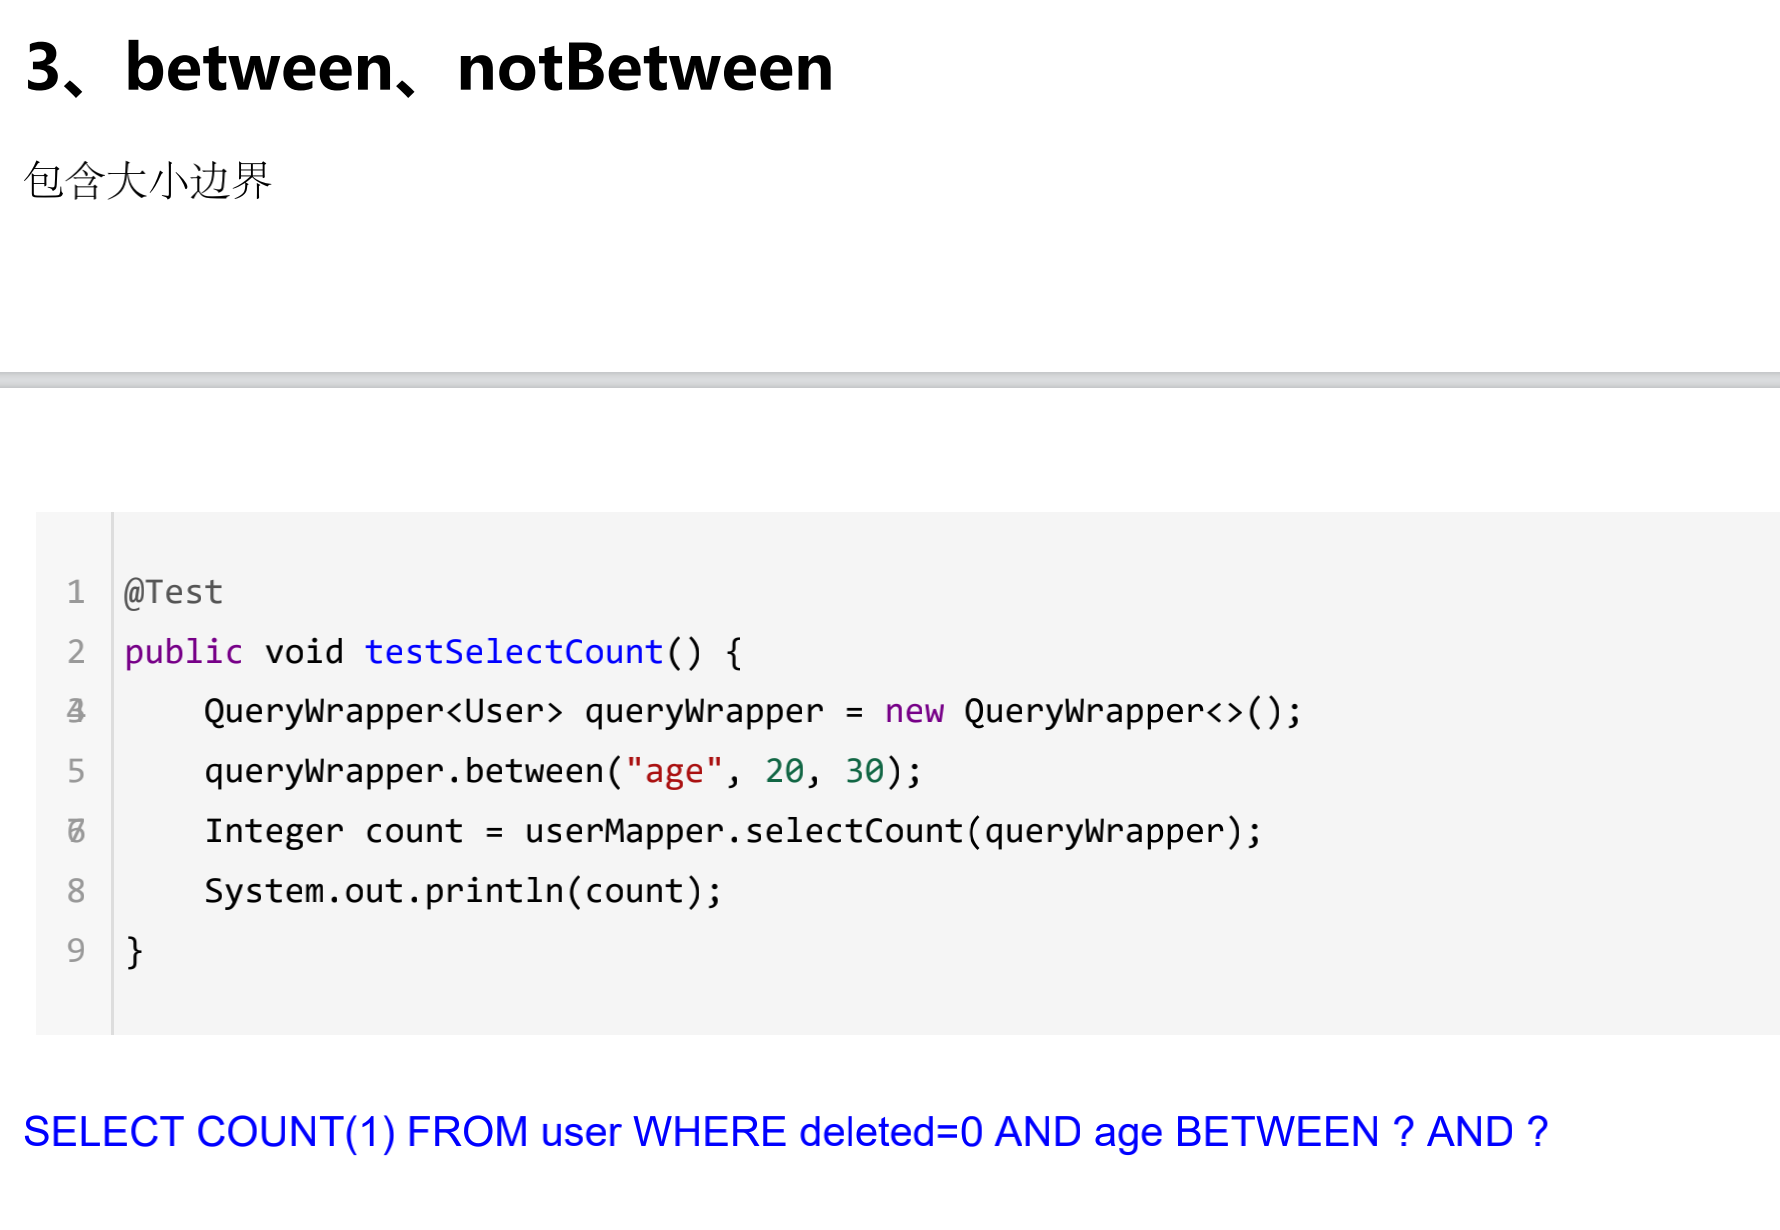 3、between、notBetween
包含大小边界
1 @Test
2 public void testSelectCount() {
3 4 QueryWrapper<User> queryWrapper = new QueryWrapper<>();
5 queryWrapper.between("age", 20, 30);
6 7 Integer count = userMapper.selectCount(queryWrapper);
8 System.out.println(count);
9 }
SELECT COUNT(1) FROM user WHERE deleted=0 AND age BETWEEN ? AND ?